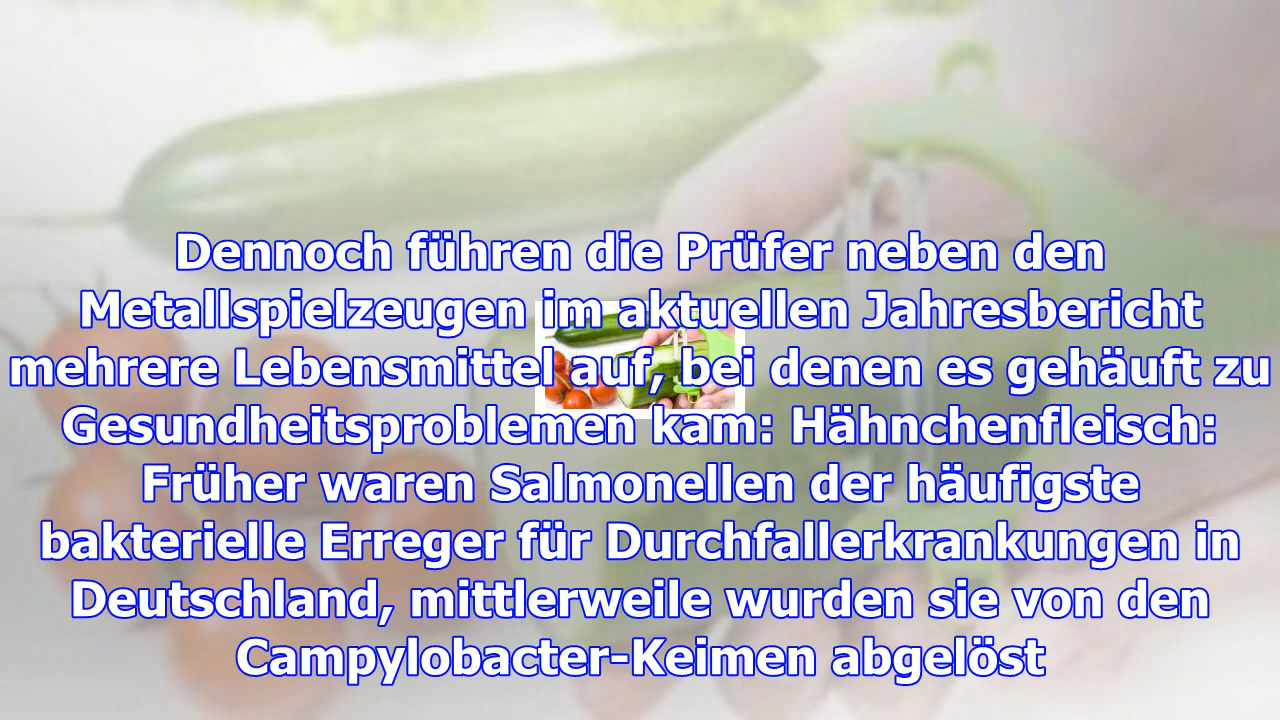 Dennoch führen die Prüfer neben den
Metallspielzeugen im aktuellen Jahresbericht
mehrere Lebensmittel auf, bei denen es gehäuft zu
Gesundheitsproblemen kam: Hähnchenfleisch:
Früher waren Salmonellen der häufigste
bakterielle Erreger für Durchfallerkrankungen in
Deutschland, mittlerweile wurden sie von den
Campylobacter-Keimen abgelöst